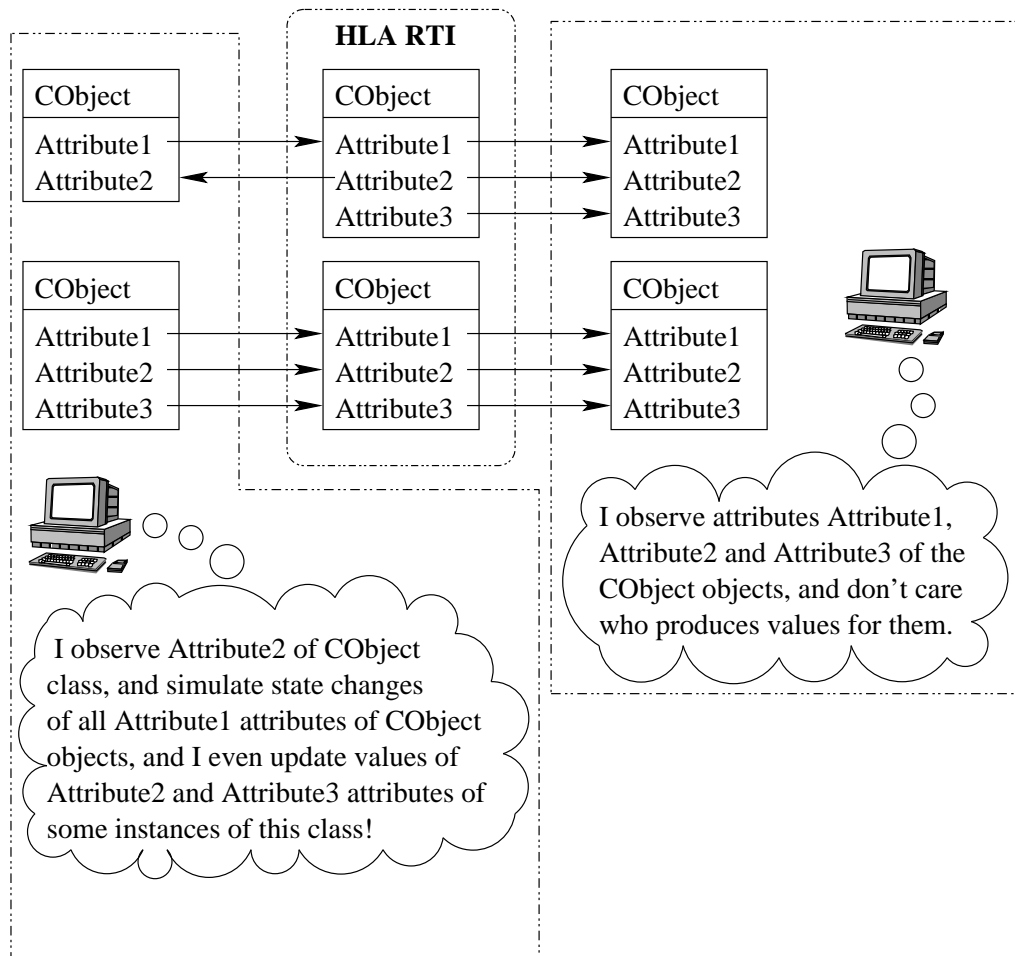 HLA RTI
CObject
Attribute1
Attribute2
CObject
Attribute1
Attribute2
Attribute3
CObject
Attribute1
Attribute2
Attribute3
CObject
Attribute1
Attribute2
Attribute3
CObject
Attribute1
Attribute2
Attribute3
CObject
Attribute1
Attribute2
Attribute3
I observe attributes Attribute1,
Attribute2 and Attribute3 of the
CObject objects, and don't care
who produces values for them.
I observe Attribute2 of CObject
class, and simulate state changes
of all Attribute1 attributes of CObject
objects, and I even update values of
Attribute2 and Attribute3 attributes of
some instances of this class!